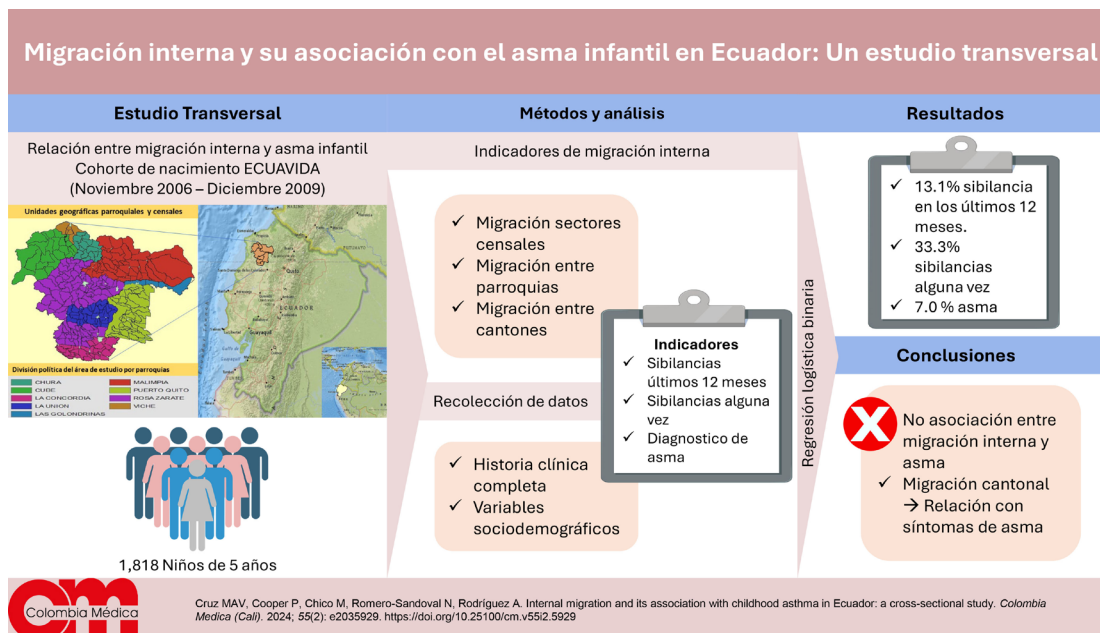 Migración interna y su asociación con el asma infantil en Ecuador: Un estudio transversal
Estudio Transversal
Relación entre migración interna y asma infantil
Cohorte de nacimiento ECUAVIDA
(Noviembre 2006 – Diciembre 2009)
Unidades geográficas parroquiales y censales
División política del área de estudio por parroquias
CHURA
CUBE
LA CONCORDIA
LA UNION
LAS GOLONDRINAS
MALIMPIA
PUERTO QUITO
ROSA ZARATE
VICHE
ECUADOR
Quito
Guayaquil
1,818 Niños de 5 años
Métodos y análisis
Indicadores de migración interna
✓ Migración sectores
censales
✓ Migración entre
parroquias
✓ Migración entre
cantones
Indicadores
✓ Sibilancias
últimos 12 meses
✓ Sibilancias alguna
vez
✓ Diagnostico de
asma
Recolección de datos
✓ Historia clínica
completa
✓ Variables
sociodemográficos
Regresión logística binaria
Resultados
✓ 13.1% sibilancia
en los últimos 12
meses.
✓ 33.3%
sibilancias
alguna vez
✓ 7.0 % asma
Conclusiones
X
No asociación entre
migración interna y
asma
✓ Migración cantonal
→ Relación con
síntomas de asma
cm
Colombia Médica
Cruz MAV, Cooper P, Chico M, Romero-Sandoval N, Rodríguez A. Internal migration and its association with childhood asthma in Ecuador: a cross-sectional study. Colombia
Medica (Cali). 2024; 55(2): e2035929. https://doi.org/10.25100/cm.v55i2.5929